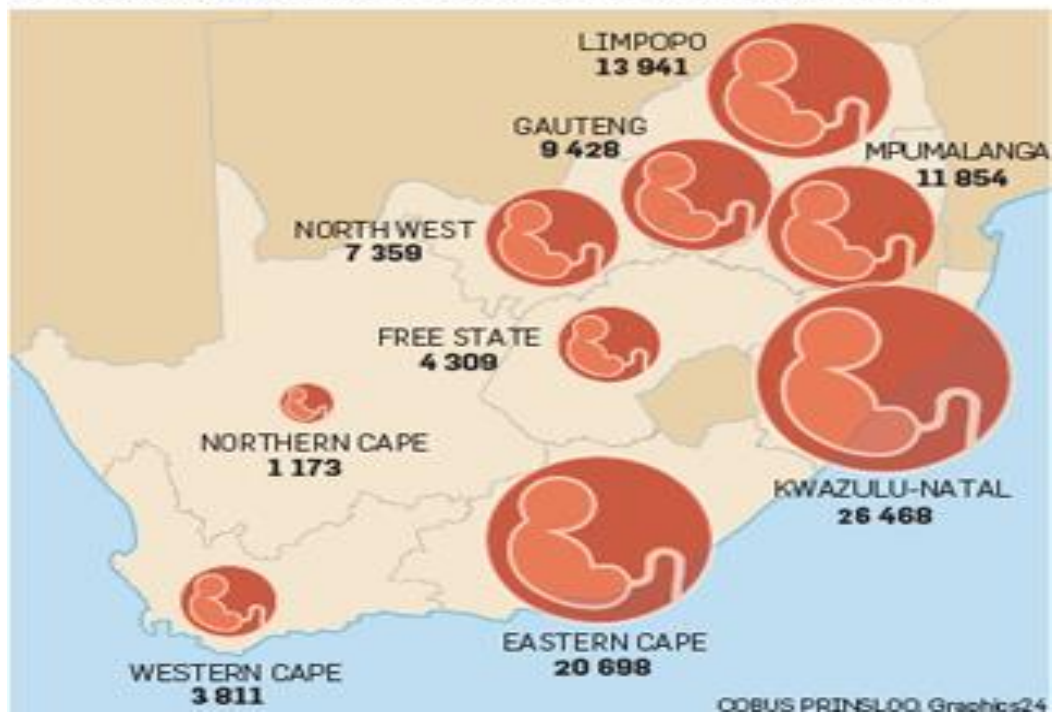 LIMPOPO
13 941
GAUTENG
9 428
MPUMALANGA
11 854
NORTH WEST
7 359
FREE STATE
4 309
NORTHERN CAPE
1 173
KWAZULU-NATAL
26 468
EASTERN CAPE
20 698
WESTERN CAPE
3 811
COBUS PRINSLOO, Graphics24